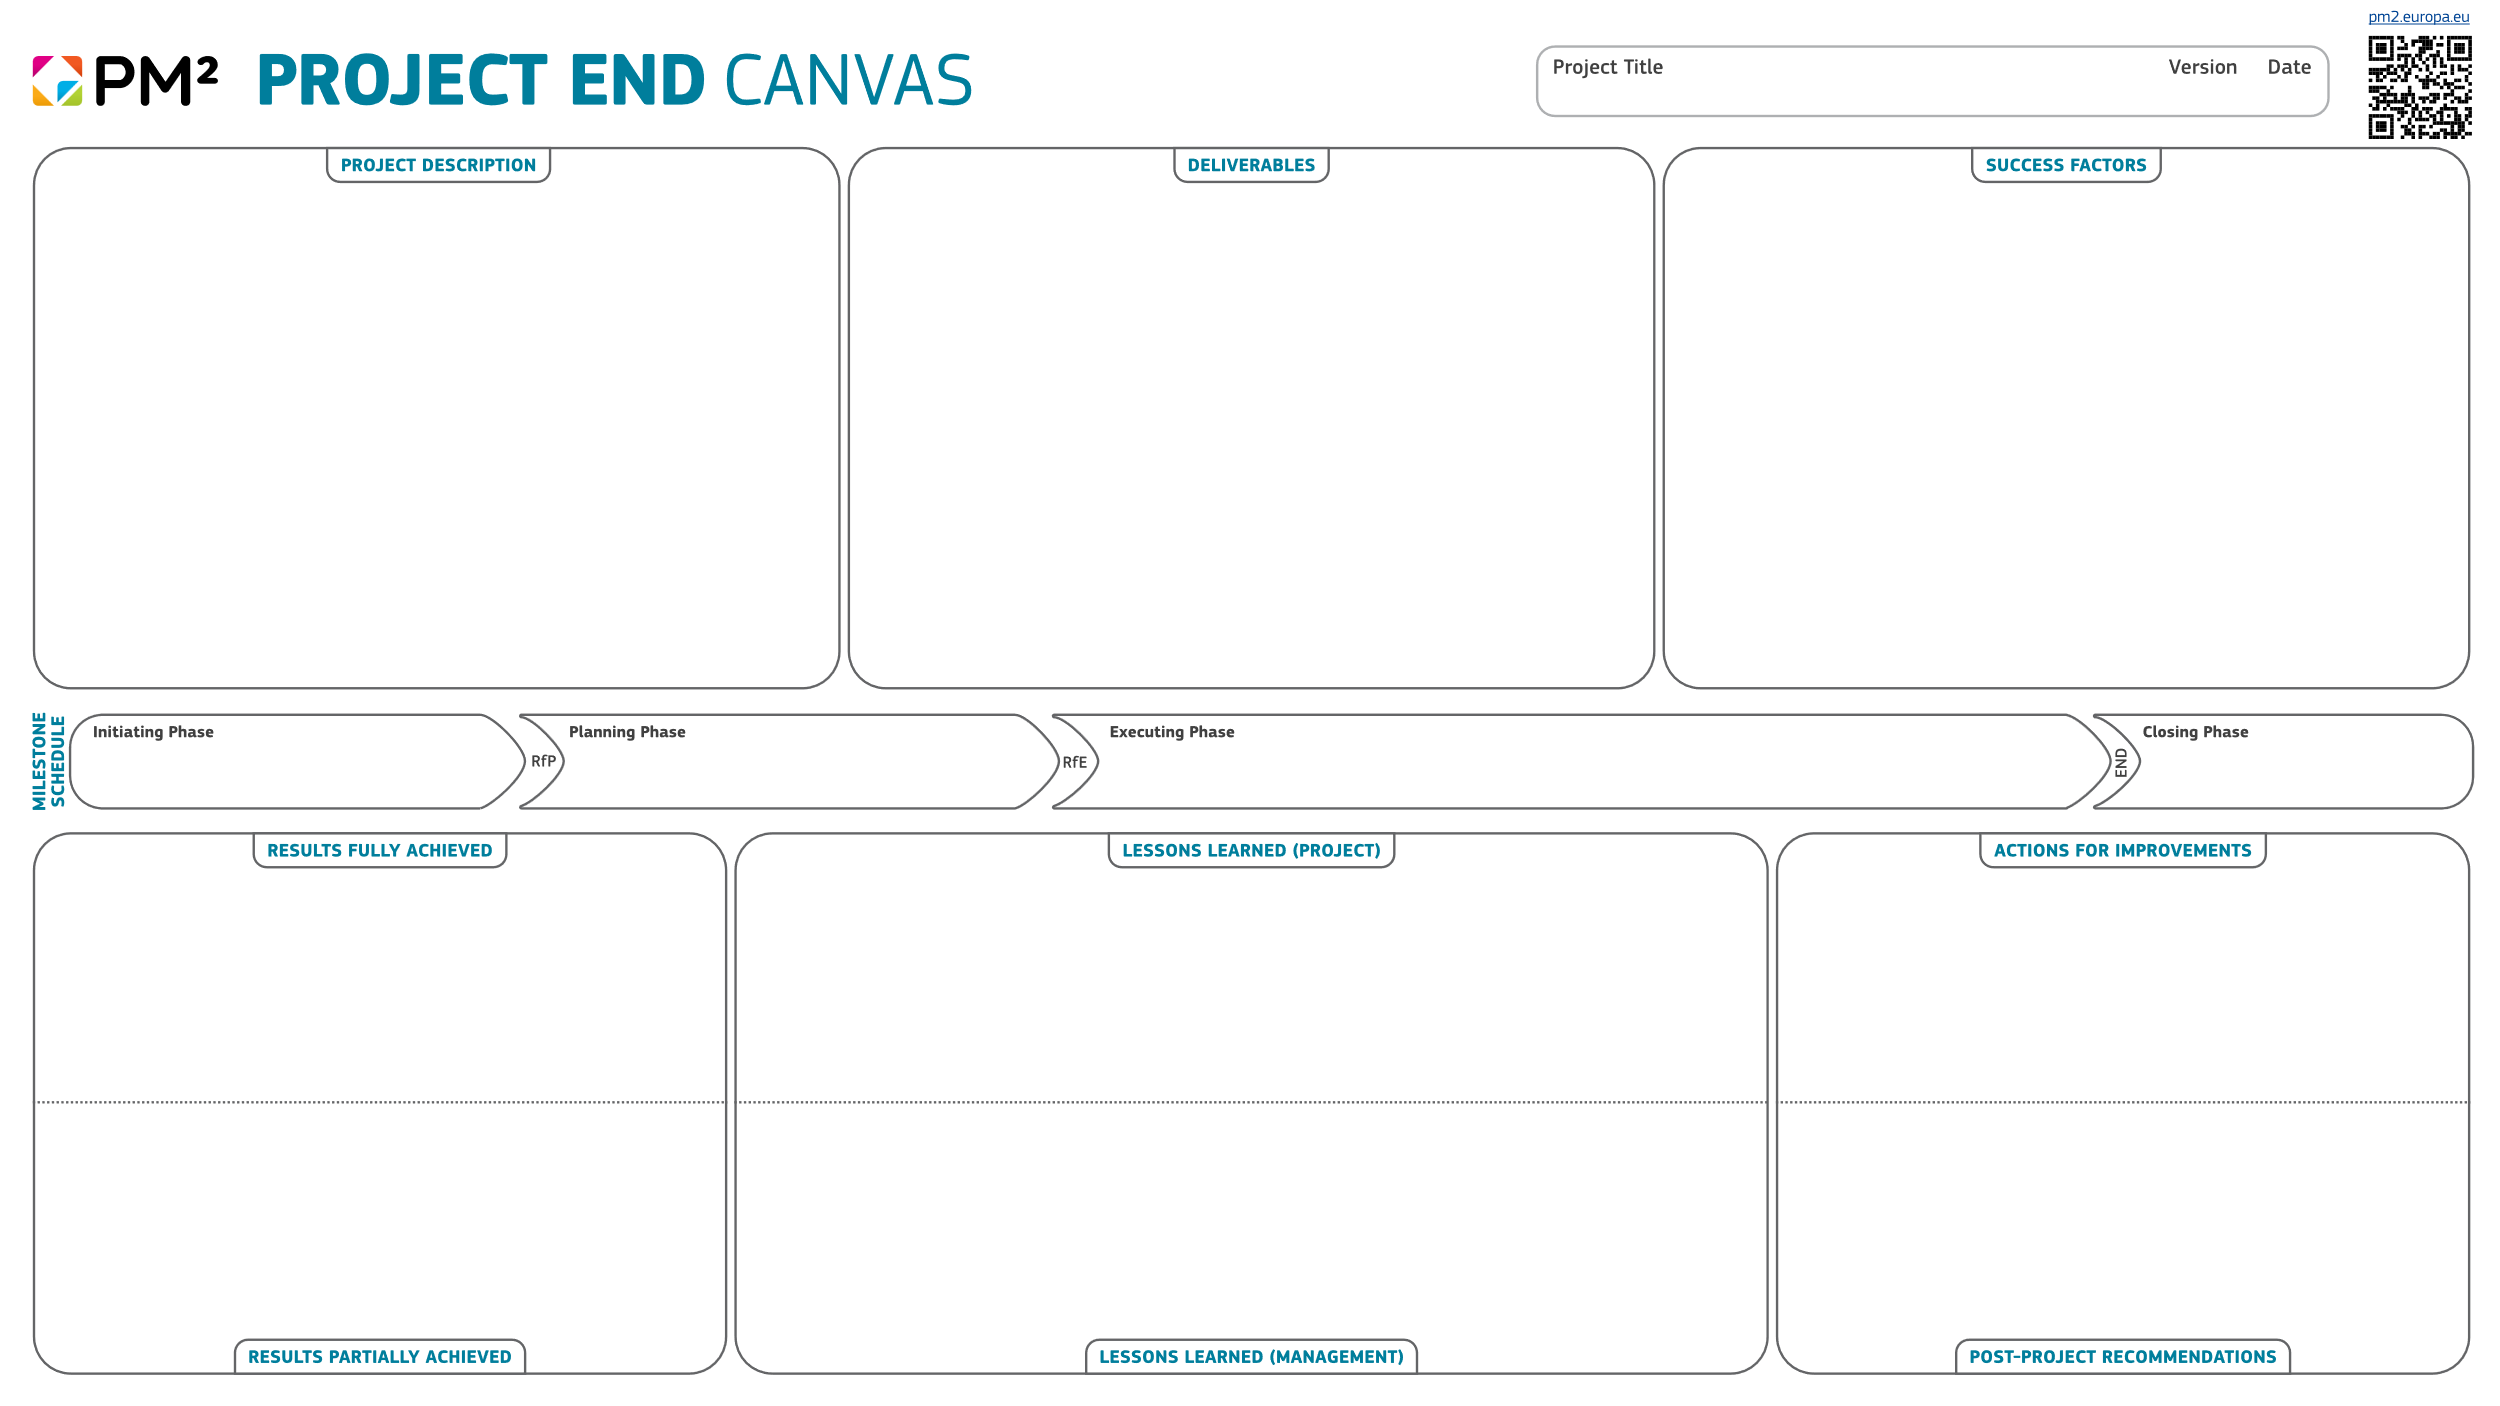 pm2.europa.eu
PM² PROJECT END CANVAS
Project Title Version Date
PROJECT DESCRIPTION
DELIVERABLES
SUCCESS FACTORS
MILESTONE
SCHEDULE
Initiating Phase
RfP
Planning Phase
RfE
Executing Phase
END
Closing Phase
RESULTS FULLY ACHIEVED
LESSONS LEARNED (PROJECT)
ACTIONS FOR IMPROVEMENTS
RESULTS PARTIALLY ACHIEVED
LESSONS LEARNED (MANAGEMENT)
POST-PROJECT RECOMMENDATIONS